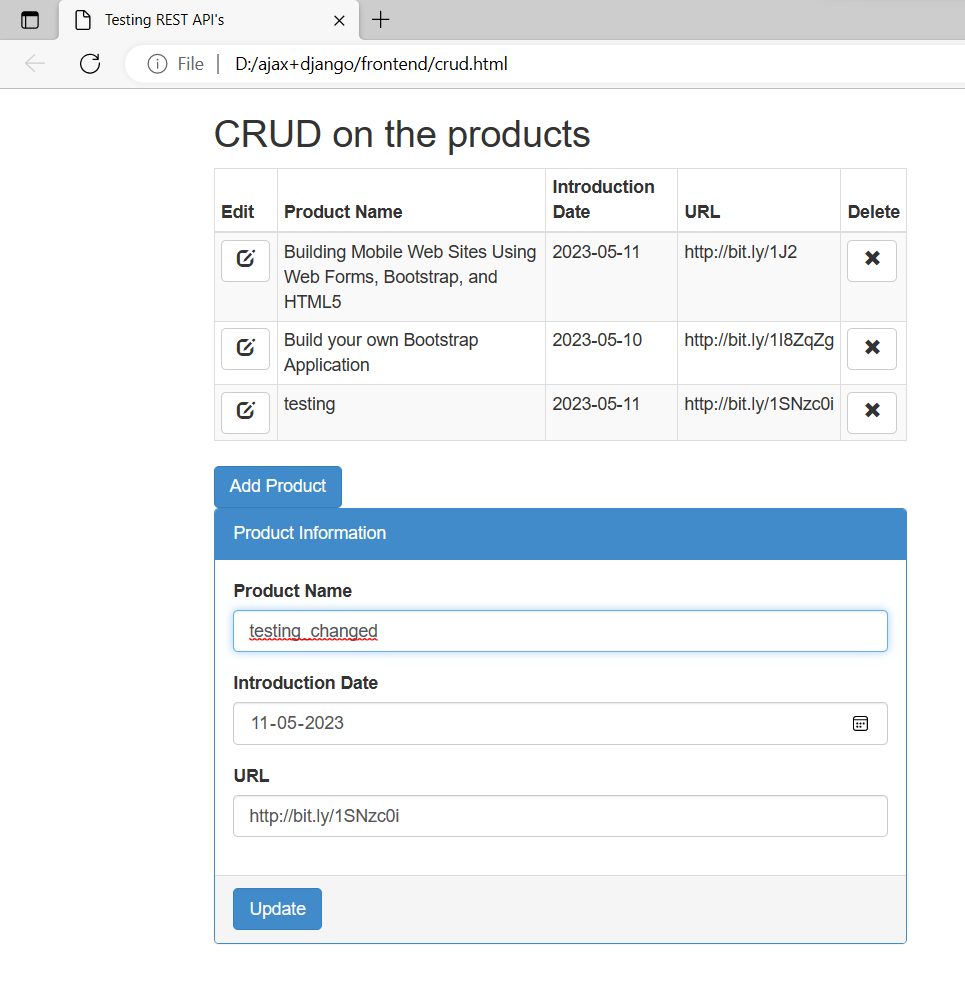 Testing REST API's
File D:/ajax+django/frontend/crud.html
CRUD on the products
Edit Product Name Introduction Date URL Delete
Building Mobile Web Sites Using 2023-05-11 http://bit.ly/1J2
Web Forms, Bootstrap, and
HTML5
Build your own Bootstrap 2023-05-10 http://bit.ly/1I8ZqZg
Application
testing 2023-05-11 http://bit.ly/1SNzc0i
Add Product
Product Information
Product Name
testing_changed
Introduction Date
11-05-2023
URL
http://bit.ly/1SNzc0i
Update